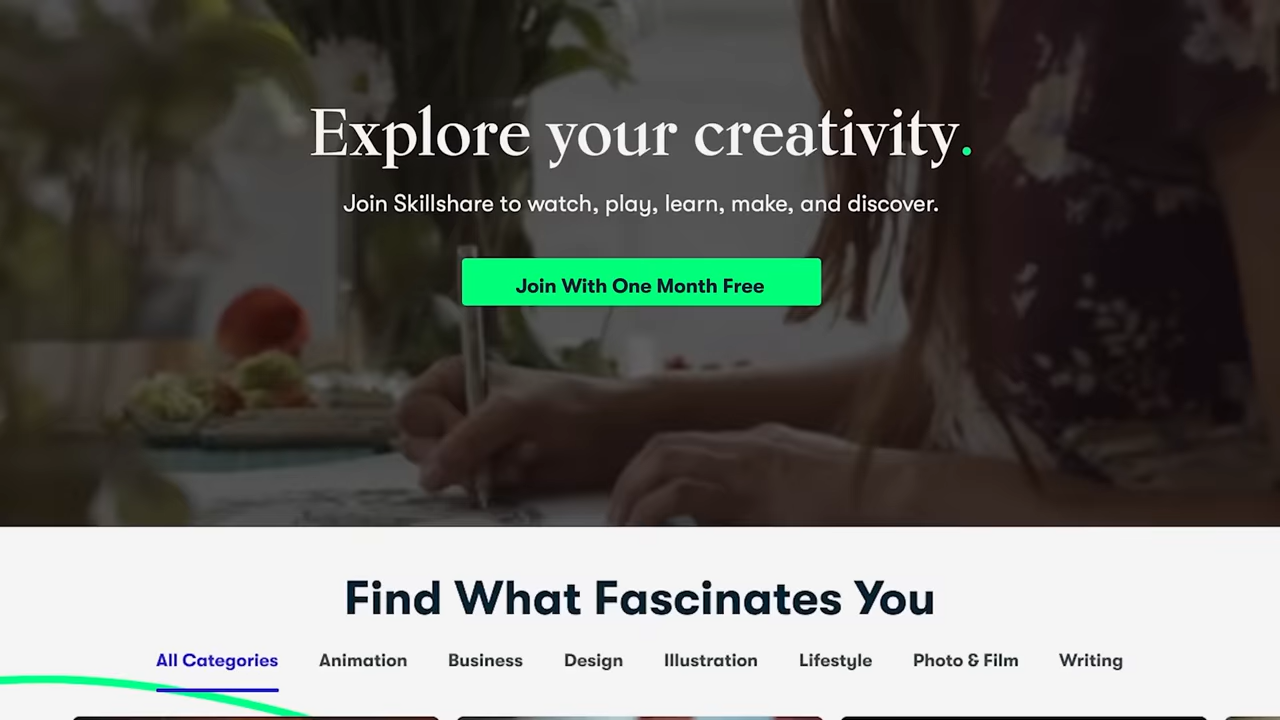 Explore your creativity.
Join Skillshare to watch, play, learn, make, and discover.
Join With One Month Free
Find What Fascinates You
All Categories Animation Business Design Illustration Lifestyle Photo & Film Writing